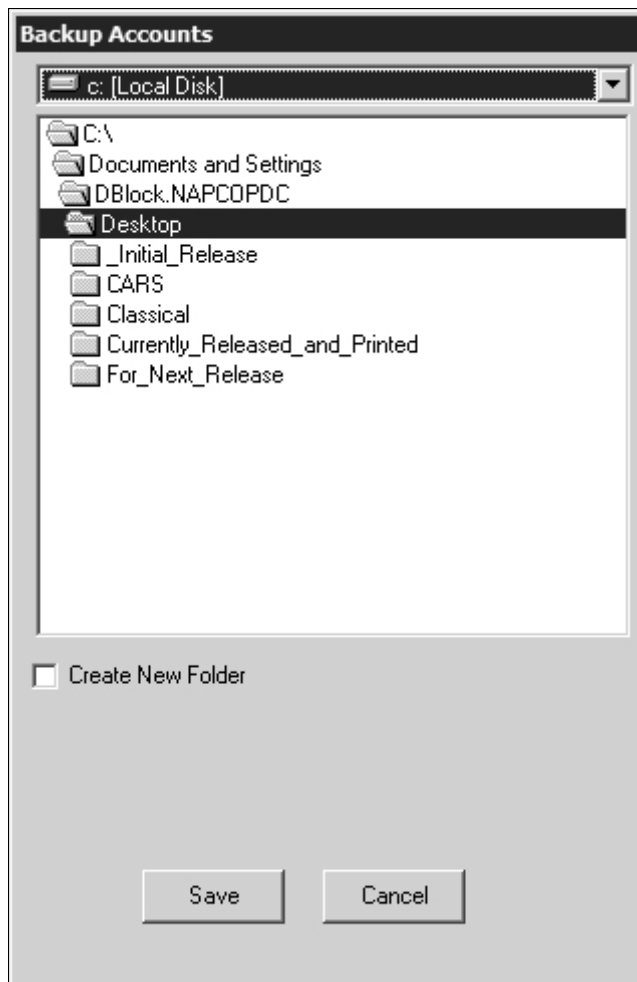 Backup Accounts
c: [Local Disk]
C:\
Documents and Settings
DBlock.NAPCOPDC
Desktop
_Initial_Release
CARS
Classical
Currently_Released_and_Printed
For_Next_Release
Create New Folder
Save Cancel